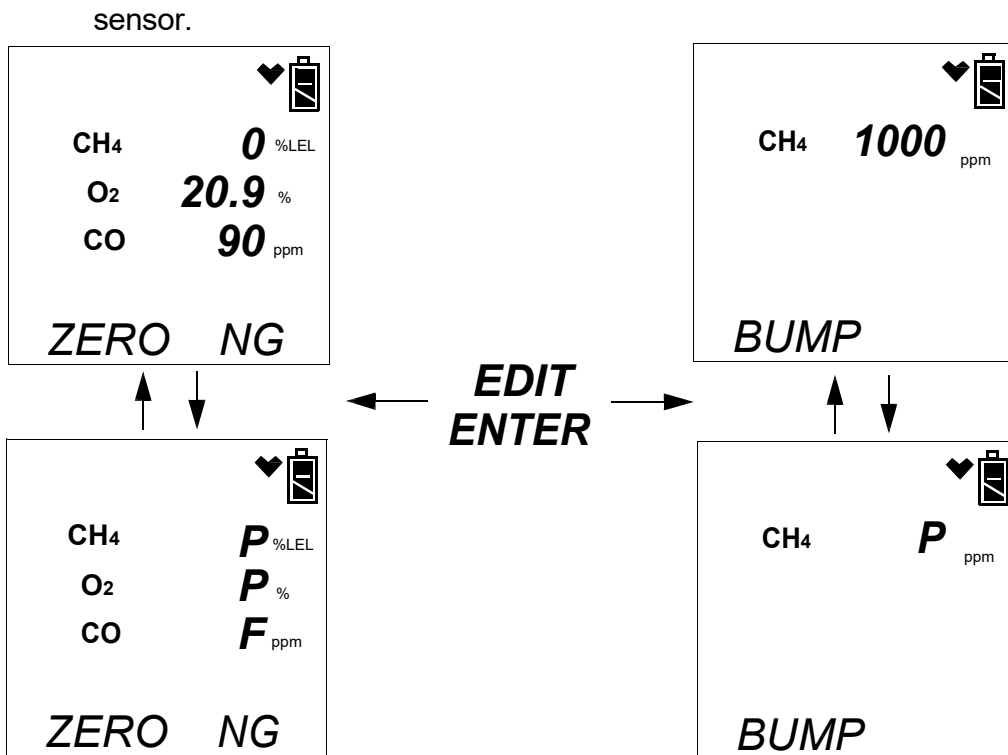 sensor.
CH4 0 %LEL
O2 20.9 %
CO 90 ppm
ZERO NG
CH4 1000 ppm
BUMP
EDIT
ENTER
CH4 P %LEL
O2 P %
CO F ppm
ZERO NG
CH4 P ppm
BUMP